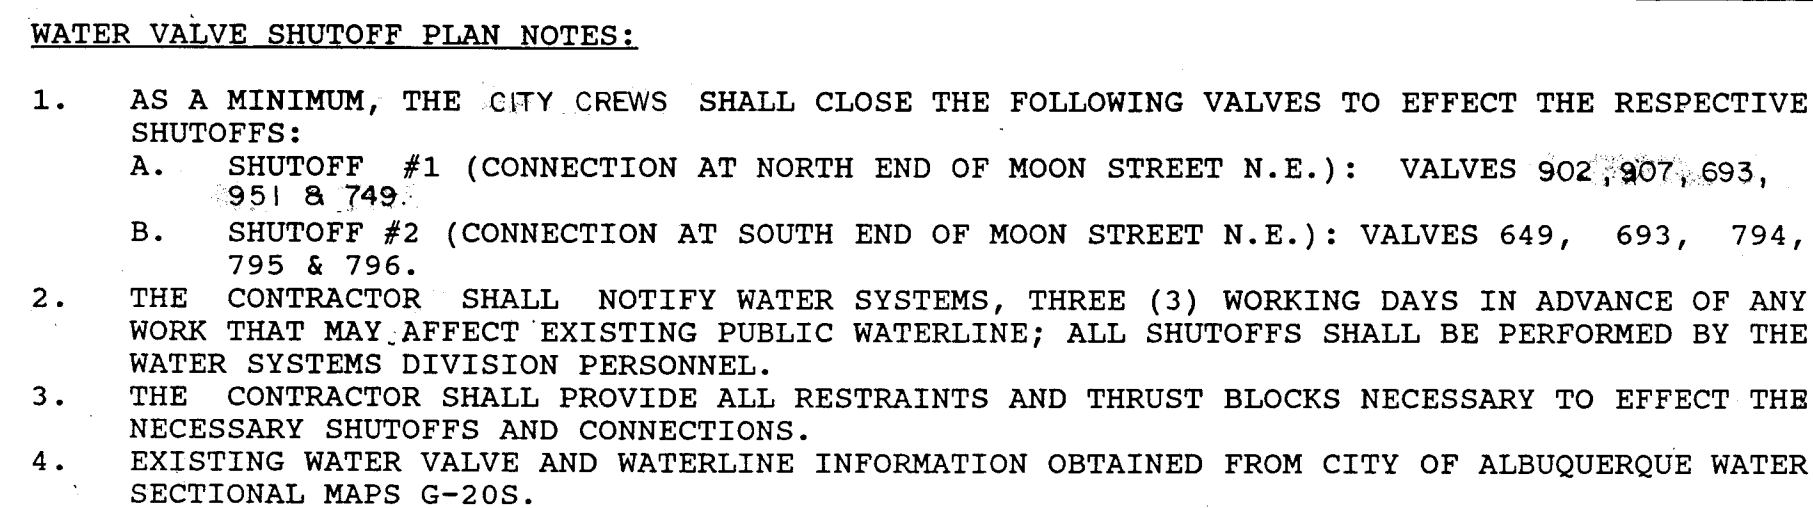 WATER VALVE SHUTOFF PLAN NOTES:
1. AS A MINIMUM, THE CITY CREWS SHALL CLOSE THE FOLLOWING VALVES TO EFFECT THE RESPECTIVE
SHUTOFFS:
A. SHUTOFF #1 (CONNECTION AT NORTH END OF MOON STREET N.E.): VALVES 902, 907, 693,
951 & 749.
B. SHUTOFF #2 (CONNECTION AT SOUTH END OF MOON STREET N.E.): VALVES 649, 693, 794,
795 & 796.
2. THE CONTRACTOR SHALL NOTIFY WATER SYSTEMS, THREE (3) WORKING DAYS IN ADVANCE OF ANY
WORK THAT MAY AFFECT EXISTING PUBLIC WATERLINE; ALL SHUTOFFS SHALL BE PERFORMED BY THE
WATER SYSTEMS DIVISION PERSONNEL.
3. THE CONTRACTOR SHALL PROVIDE ALL RESTRAINTS AND THRUST BLOCKS NECESSARY TO EFFECT THE
NECESSARY SHUTOFFS AND CONNECTIONS.
4. EXISTING WATER VALVE AND WATERLINE INFORMATION OBTAINED FROM CITY OF ALBUQUERQUE WATER
SECTIONAL MAPS G-20S.